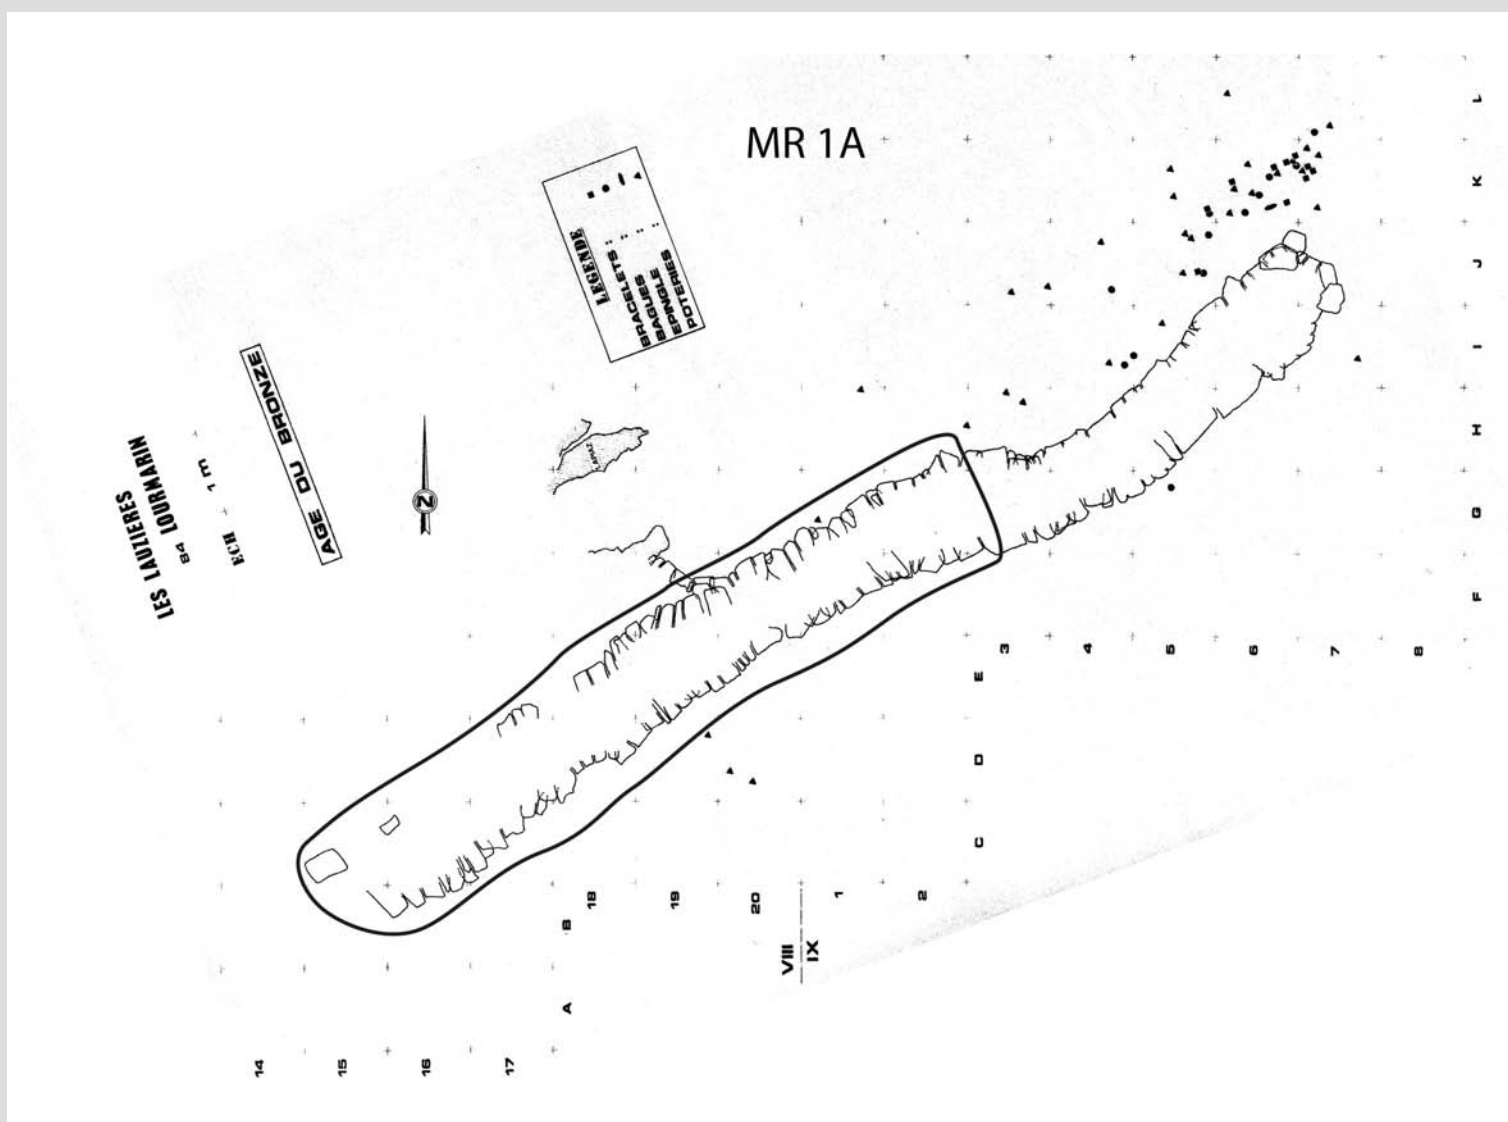 MR 1A
LES LAUZIERES
84 LOURMARIN
ECH + 1 m +
AGE DU BRONZE
LEGENDE
BRACELETS :
BAGUES :
EPINGLE :
POTERIES :
N
L
K
J
I
H
G
F
3 4 5 6 7 8
E
D
C
18 19 20 1 2
VIII
IX
B
A
14 15 16 17